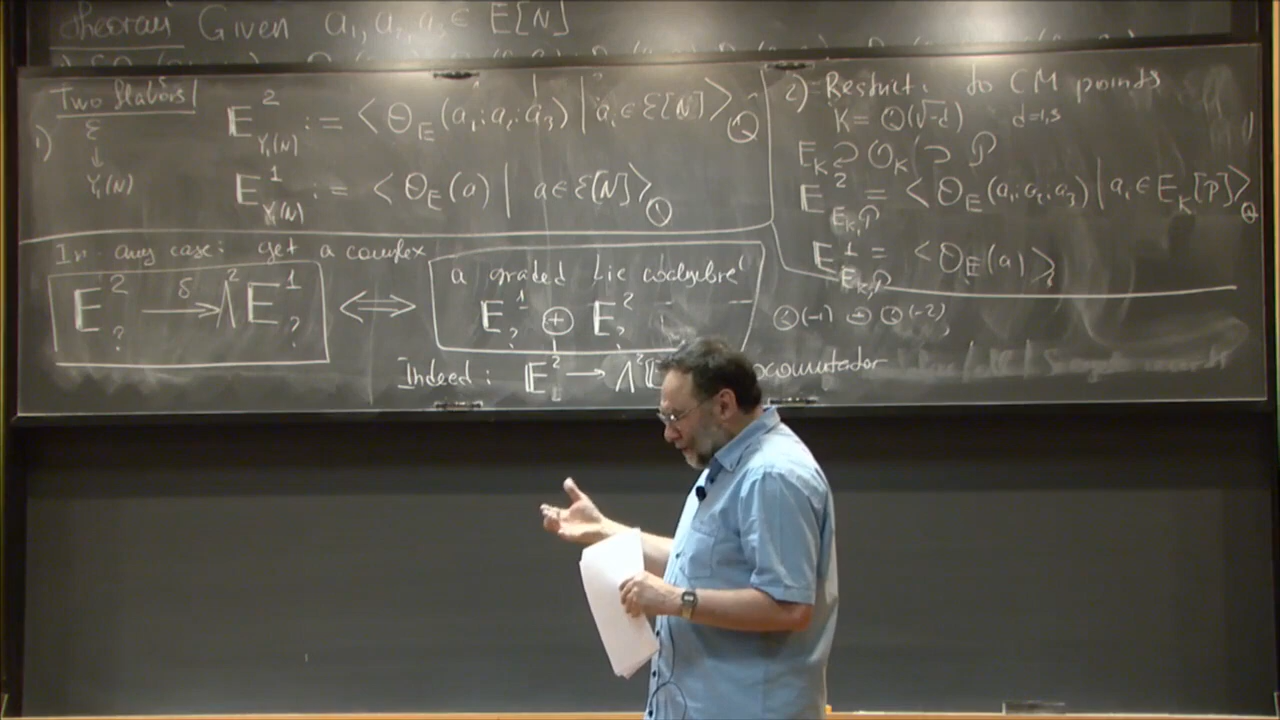 Theorem Given a₁, a₂, a₃ ∈ E[N]
Two flavors!
1) ℰ ↓ Y₁(N)
𝔼²_{Y₁(N)} := < θ_E(a₁:a₂:a₃) | aᵢ ∈ ℰ[N] >_Q
𝔼¹_{Y₁(N)} := < θ_E(a) | a ∈ ℰ[N] >_Q
2) Restrict. to CM points
K = Q(√-d) d=1,3
E_K ⊃ O_K ⊃ 𝒫
𝔼²_{E_K,𝒫} = < θ_E(a₁:a₂:a₃) | aᵢ ∈ E_K[p] >_Q
𝔼¹_{E_K,𝒫} = < θ_E(a) >
In any case: get a complex
𝔼²_? —δ→ Λ²𝔼¹_?
⟺
a graded Lie coalgebra!
𝔼¹_? ⊕ 𝔼²_?
Q(-1) ⊕ Q(-2)
Indeed: 𝔼² → Λ²𝔼 cocommutator